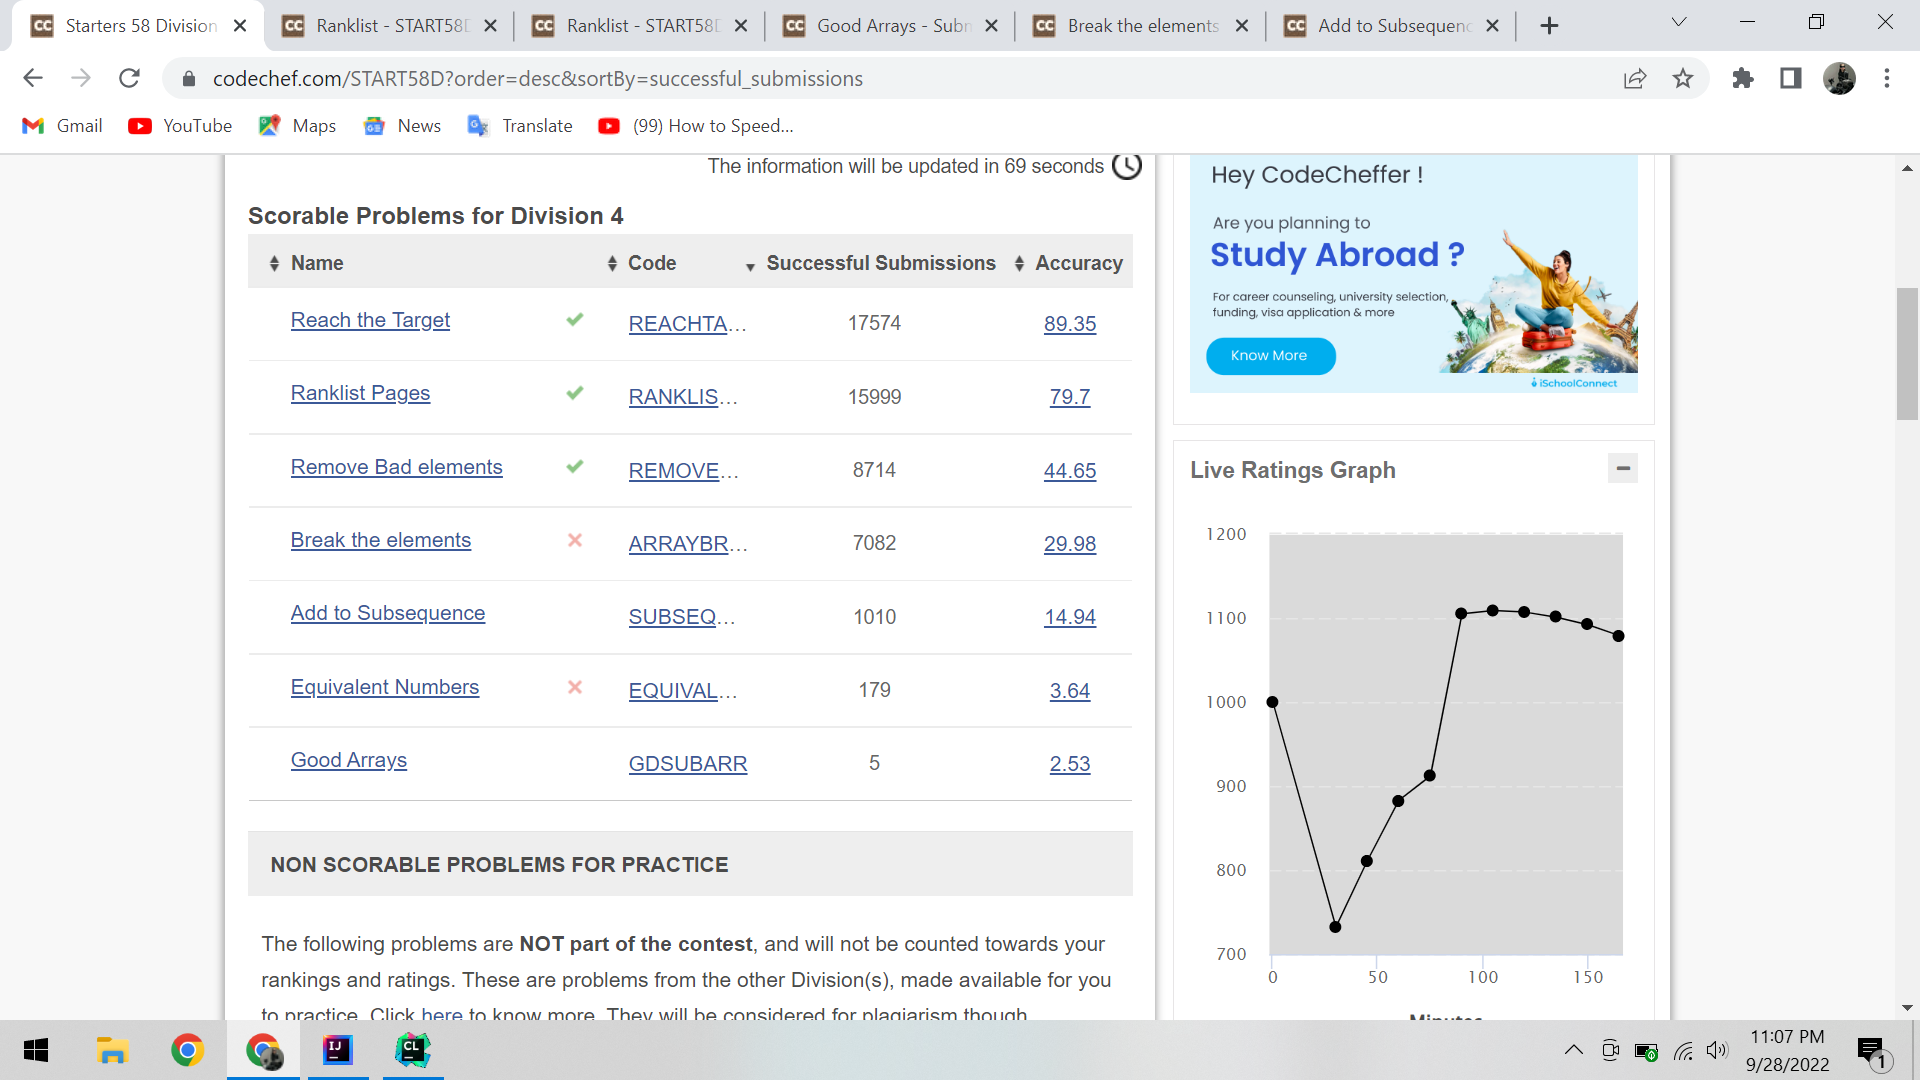 Starters 58 Division
Ranklist - START58D
Ranklist - START58D
Good Arrays - Subm
Break the elements
Add to Subsequenc
codechef.com/START58D?order=desc&sortBy=successful_submissions
Gmail
YouTube
Maps
News
Translate
(99) How to Speed...
The information will be updated in 69 seconds
Scorable Problems for Division 4
Name Code Successful Submissions Accuracy
Reach the Target REACHTA... 17574 89.35
Ranklist Pages RANKLIS... 15999 79.7
Remove Bad elements REMOVE... 8714 44.65
Break the elements ARRAYBR... 7082 29.98
Add to Subsequence SUBSEQ... 1010 14.94
Equivalent Numbers EQUIVAL... 179 3.64
Good Arrays GDSUBARR 5 2.53
NON SCORABLE PROBLEMS FOR PRACTICE
The following problems are NOT part of the contest, and will not be counted towards your
rankings and ratings. These are problems from the other Division(s), made available for you
to practice. Click here to know more. They will be considered for plagiarism though.
Hey CodeCheffer !
Are you planning to
Study Abroad ?
For career counseling, university selection,
funding, visa application & more
Know More
iSchoolConnect
Live Ratings Graph
1200
1100
1000
900
800
700
0 50 100 150
Minutes
IJ
CL
11:07 PM
9/28/2022
1